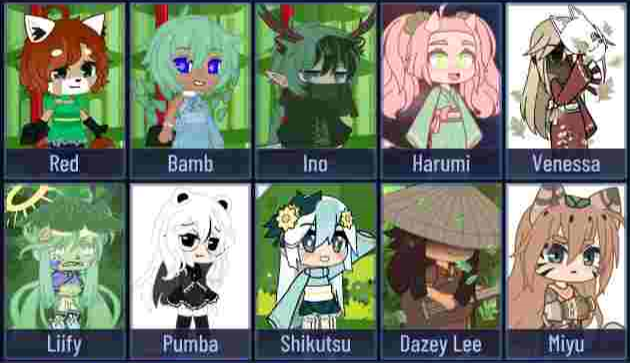 Red
Bamb
Ino
Harumi
Venessa
Liify
Pumba
Shikutsu
Dazey Lee
Miyu